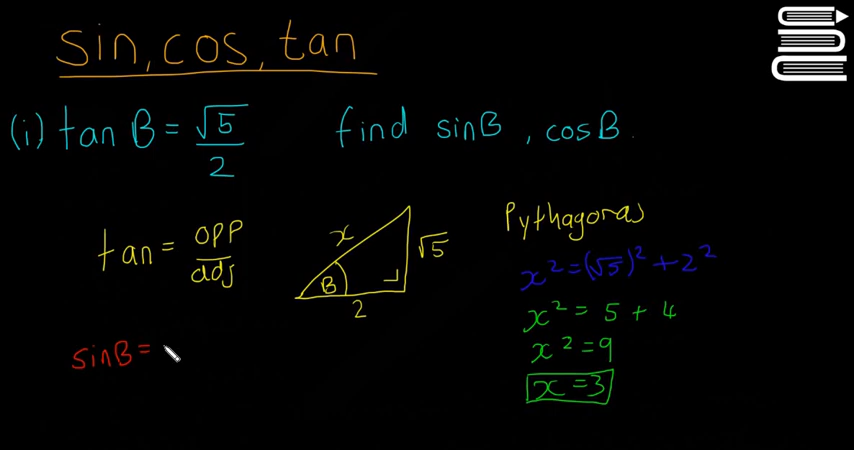 sin, cos, tan
(i) tan B = √5/2 find sinB, cosB.
tan = opp/adj
x
√5
B
2
Pythagoras
x² = (√5)² + 2²
x² = 5 + 4
x² = 9
x = 3
sinB =